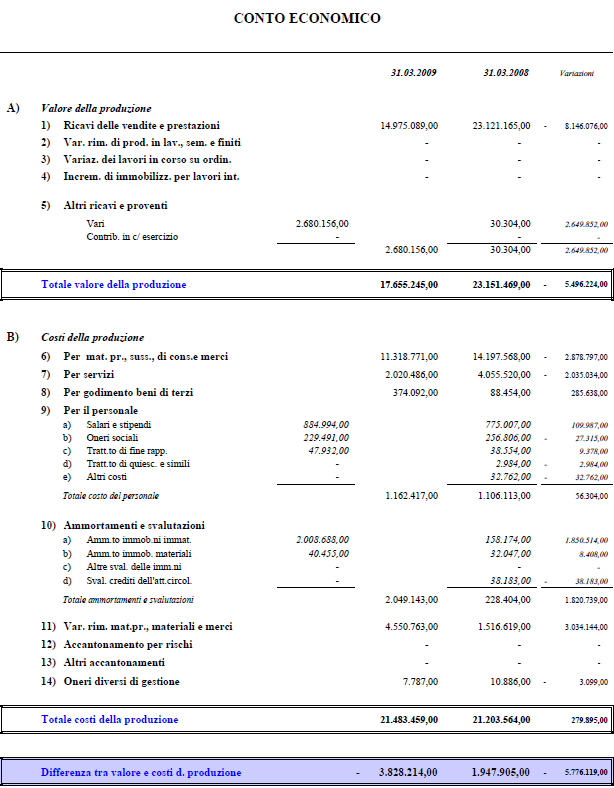 CONTO ECONOMICO
31.03.2009 31.03.2008 Variazioni
A) Valore della produzione
1) Ricavi delle vendite e prestazioni 14.975.089,00 23.121.165,00 - 8.146.076,00
2) Var. rim. di prod. in lav., sem. e finiti - - -
3) Variaz. dei lavori in corso su ordin. - - -
4) Increm. di immobilizz. per lavori int. - - -
5) Altri ricavi e proventi
Vari 2.680.156,00 30.304,00 2.649.852,00
Contrib. in c/ esercizio - - -
2.680.156,00 30.304,00 2.649.852,00
Totale valore della produzione 17.655.245,00 23.151.469,00 - 5.496.224,00
B) Costi della produzione
6) Per mat. pr., suss., di cons.e merci 11.318.771,00 14.197.568,00 - 2.878.797,00
7) Per servizi 2.020.486,00 4.055.520,00 - 2.035.034,00
8) Per godimento beni di terzi 374.092,00 88.454,00 285.638,00
9) Per il personale
a) Salari e stipendi 884.994,00 775.007,00 109.987,00
b) Oneri sociali 229.491,00 256.806,00 - 27.315,00
c) Tratt.to di fine rapp. 47.932,00 38.554,00 9.378,00
d) Tratt.to di quiesc. e simili - 2.984,00 - 2.984,00
e) Altri costi - 32.762,00 - 32.762,00
Totale costo del personale 1.162.417,00 1.106.113,00 56.304,00
10) Ammortamenti e svalutazioni
a) Amm.to immob.ni immat. 2.008.688,00 158.174,00 1.850.514,00
b) Amm.to immob. materiali 40.455,00 32.047,00 8.408,00
c) Altre sval. delle imm.ni - - -
d) Sval. crediti dell'att.circol. - 38.183,00 - 38.183,00
Totale ammortamenti e svalutazioni 2.049.143,00 228.404,00 1.820.739,00
11) Var. rim. mat.pr., materiali e merci 4.550.763,00 1.516.619,00 3.034.144,00
12) Accantonamento per rischi - - -
13) Altri accantonamenti - - -
14) Oneri diversi di gestione 7.787,00 10.886,00 - 3.099,00
Totale costi della produzione 21.483.459,00 21.203.564,00 279.895,00
Differenza tra valore e costi d. produzione - 3.828.214,00 1.947.905,00 - 5.776.119,00